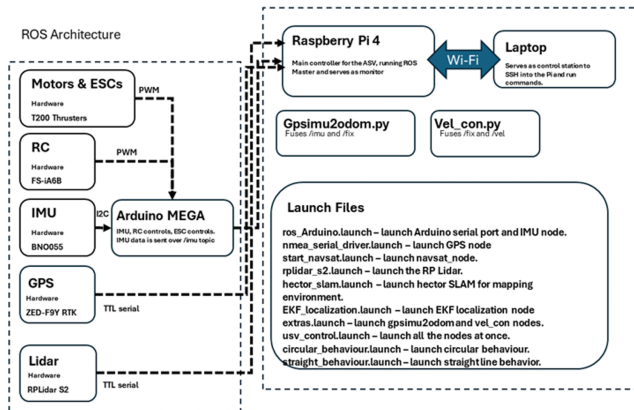 ROS Architecture
Motors & ESCs
Hardware
T200 Thrusters
PWM
RC
Hardware
FS-iA6B
PWM
IMU
Hardware
BNO055
I2C
Arduino MEGA
IMU, RC controls, ESC controls.
IMU data is sent over /imu topic
GPS
Hardware
ZED-F9Y RTK
TTL serial
Lidar
Hardware
RPLidar S2
TTL serial
Raspberry Pi 4
Main controller for the ASV, running ROS
Master and serves as monitor
Wi-Fi
Laptop
Serves as control station to
SSH into the Pi and run
commands.
Gpsimu2odom.py
Fuses /imu and /fix
Vel_con.py
Fuses /fix and /vel
Launch Files
ros_Arduino.launch – launch Arduino serial port and IMU node.
nmea_serial_driver.launch – launch GPS node
start_navsat.launch – launch navsat_node.
rplidar_s2.launch – launch the RP Lidar.
hector_slam.launch – launch hector SLAM for mapping
environment.
EKF_localization.launch – launch EKF localization node
extras.launch – launch gpsimu2odom and vel_con nodes.
usv_control.launch – launch all the nodes at once.
circular_behaviour.launch – launch circular behaviour.
straight_behaviour.launch – launch straight line behavior.